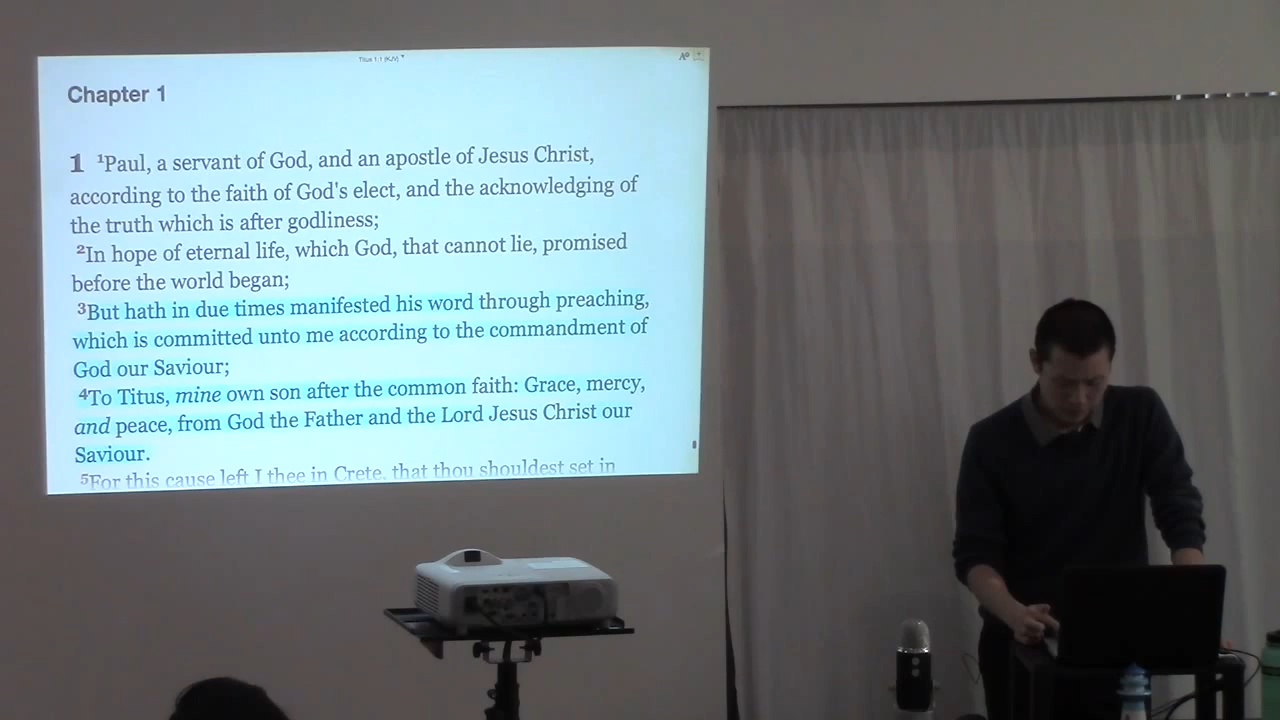 Titus 1:1 (KJV)
Chapter 1
1 ¹Paul, a servant of God, and an apostle of Jesus Christ,
according to the faith of God's elect, and the acknowledging of
the truth which is after godliness;
²In hope of eternal life, which God, that cannot lie, promised
before the world began;
³But hath in due times manifested his word through preaching,
which is committed unto me according to the commandment of
God our Saviour;
⁴To Titus, mine own son after the common faith: Grace, mercy,
and peace, from God the Father and the Lord Jesus Christ our
Saviour.
⁵For this cause left I thee in Crete, that thou shouldest set in